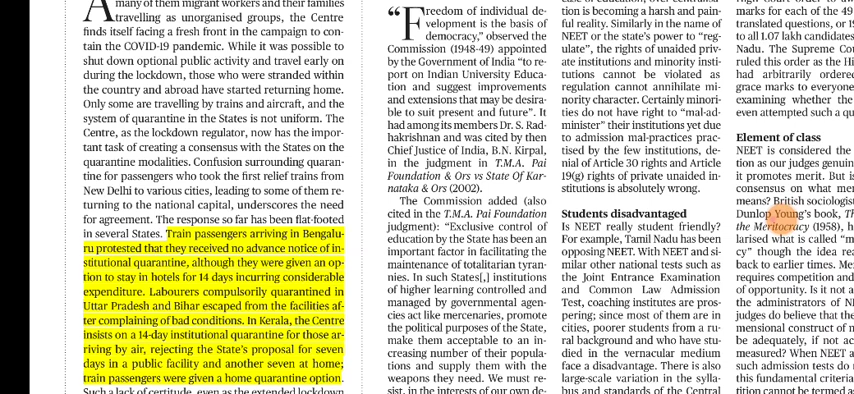 many of them migrant workers and their families
Atravelling as unorganised groups, the Centre
finds itself facing a fresh front in the campaign to con-
tain the COVID-19 pandemic. While it was possible to
shut down optional public activity and travel early on
during the lockdown, those who were stranded within
the country and abroad have started returning home.
Only some are travelling by trains and aircraft, and the
system of quarantine in the States is not uniform. The
Centre, as the lockdown regulator, now has the impor-
tant task of creating a consensus with the States on the
quarantine modalities. Confusion surrounding quaran-
tine for passengers who took the first relief trains from
New Delhi to various cities, leading to some of them re-
turning to the national capital, underscores the need
for agreement. The response so far has been flat-footed
in several States. Train passengers arriving in Bengalu-
ru protested that they received no advance notice of in-
stitutional quarantine, although they were given an op-
tion to stay in hotels for 14 days incurring considerable
expenditure. Labourers compulsorily quarantined in
Uttar Pradesh and Bihar escaped from the facilities af-
ter complaining of bad conditions. In Kerala, the Centre
insists on a 14-day institutional quarantine for those ar-
riving by air, rejecting the State's proposal for seven
days in a public facility and another seven at home;
train passengers were given a home quarantine option.
Such a lack of certitude, even as the extended lockdown
“Freedom of individual de-
velopment is the basis of
democracy,” observed the
Commission (1948-49) appointed
by the Government of India “to re-
port on Indian University Educa-
tion and suggest improvements
and extensions that may be desira-
ble to suit present and future”. It
had among its members Dr. S. Rad-
hakrishnan and was cited by then
Chief Justice of India, B.N. Kirpal,
in the judgment in T.M.A. Pai
Foundation & Ors vs State Of Kar-
nataka & Ors (2002).
The Commission added (also
cited in the T.M.A. Pai Foundation
judgment): “Exclusive control of
education by the State has been an
important factor in facilitating the
maintenance of totalitarian tyran-
nies. In such States[,] institutions
of higher learning controlled and
managed by governmental agen-
cies act like mercenaries, promote
the political purposes of the State,
make them acceptable to an in-
creasing number of their popula-
tions and supply them with the
weapons they need. We must re-
sist, in the interests of our own de-
tion is becoming a harsh and pain-
ful reality. Similarly in the name of
NEET or the state's power to “reg-
ulate”, the rights of unaided priv-
ate institutions and minority insti-
tutions cannot be violated as
regulation cannot annihilate mi-
nority character. Certainly minori-
ties do not have right to “mal-ad-
minister” their institutions yet due
to admission mal-practices prac-
tised by the few institutions, de-
nial of Article 30 rights and Article
19(g) rights of private unaided in-
stitutions is absolutely wrong.
Students disadvantaged
Is NEET really student friendly?
For example, Tamil Nadu has been
opposing NEET. With NEET and si-
milar other national tests such as
the Joint Entrance Examination
and Common Law Admission
Test, coaching institutes are pros-
pering; since most of them are in
cities, poorer students from a ru-
ral background and who have stu-
died in the vernacular medium
face a disadvantage. There is also
large-scale variation in the sylla-
bus and standards of the Central
marks for each of the 49
translated questions, or 1
to all 1.07 lakh candidates
Nadu. The Supreme Cou
ruled this order as the Hi
had arbitrarily ordere
grace marks to everyone
examining whether the
even attempted such a qu
Element of class
NEET is considered the
tion as our judges genuin
it promotes merit. But is
consensus on what mer
means? British sociologist
Dunlop Young's book, Th
the Meritocracy (1958), h
larised what is called “m
cy” though the idea rea
back to earlier times. Me
requires competition and
of opportunity. Is it not a
the administrators of N
judges do believe that the
mensional construct of m
be adequately, if not ac
measured? When NEET a
such admission tests do
this fundamental criteria
tition cannot be termed as